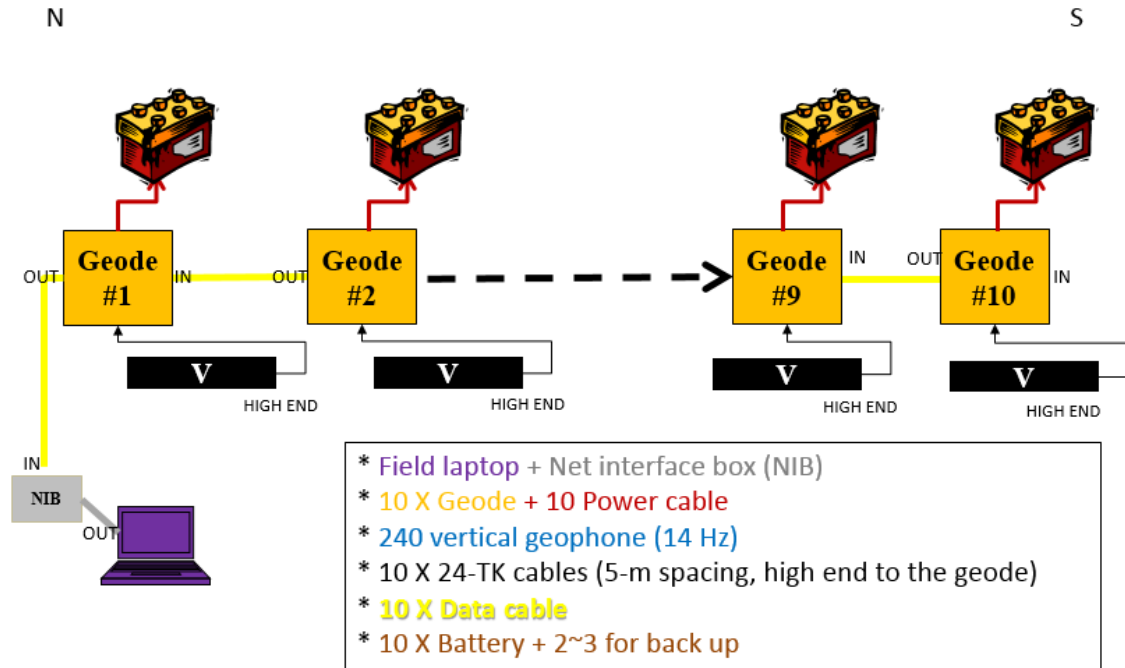 N
S
Geode
#1
Geode
#2
Geode
#9
Geode
#10
OUT
IN
OUT
IN
OUT
IN
V
V
V
V
HIGH END
HIGH END
HIGH END
HIGH END
IN
NIB
OUT
* Field laptop + Net interface box (NIB)
* 10 X Geode + 10 Power cable
* 240 vertical geophone (14 Hz)
* 10 X 24-TK cables (5-m spacing, high end to the geode)
* 10 X Data cable
* 10 X Battery + 2~3 for back up